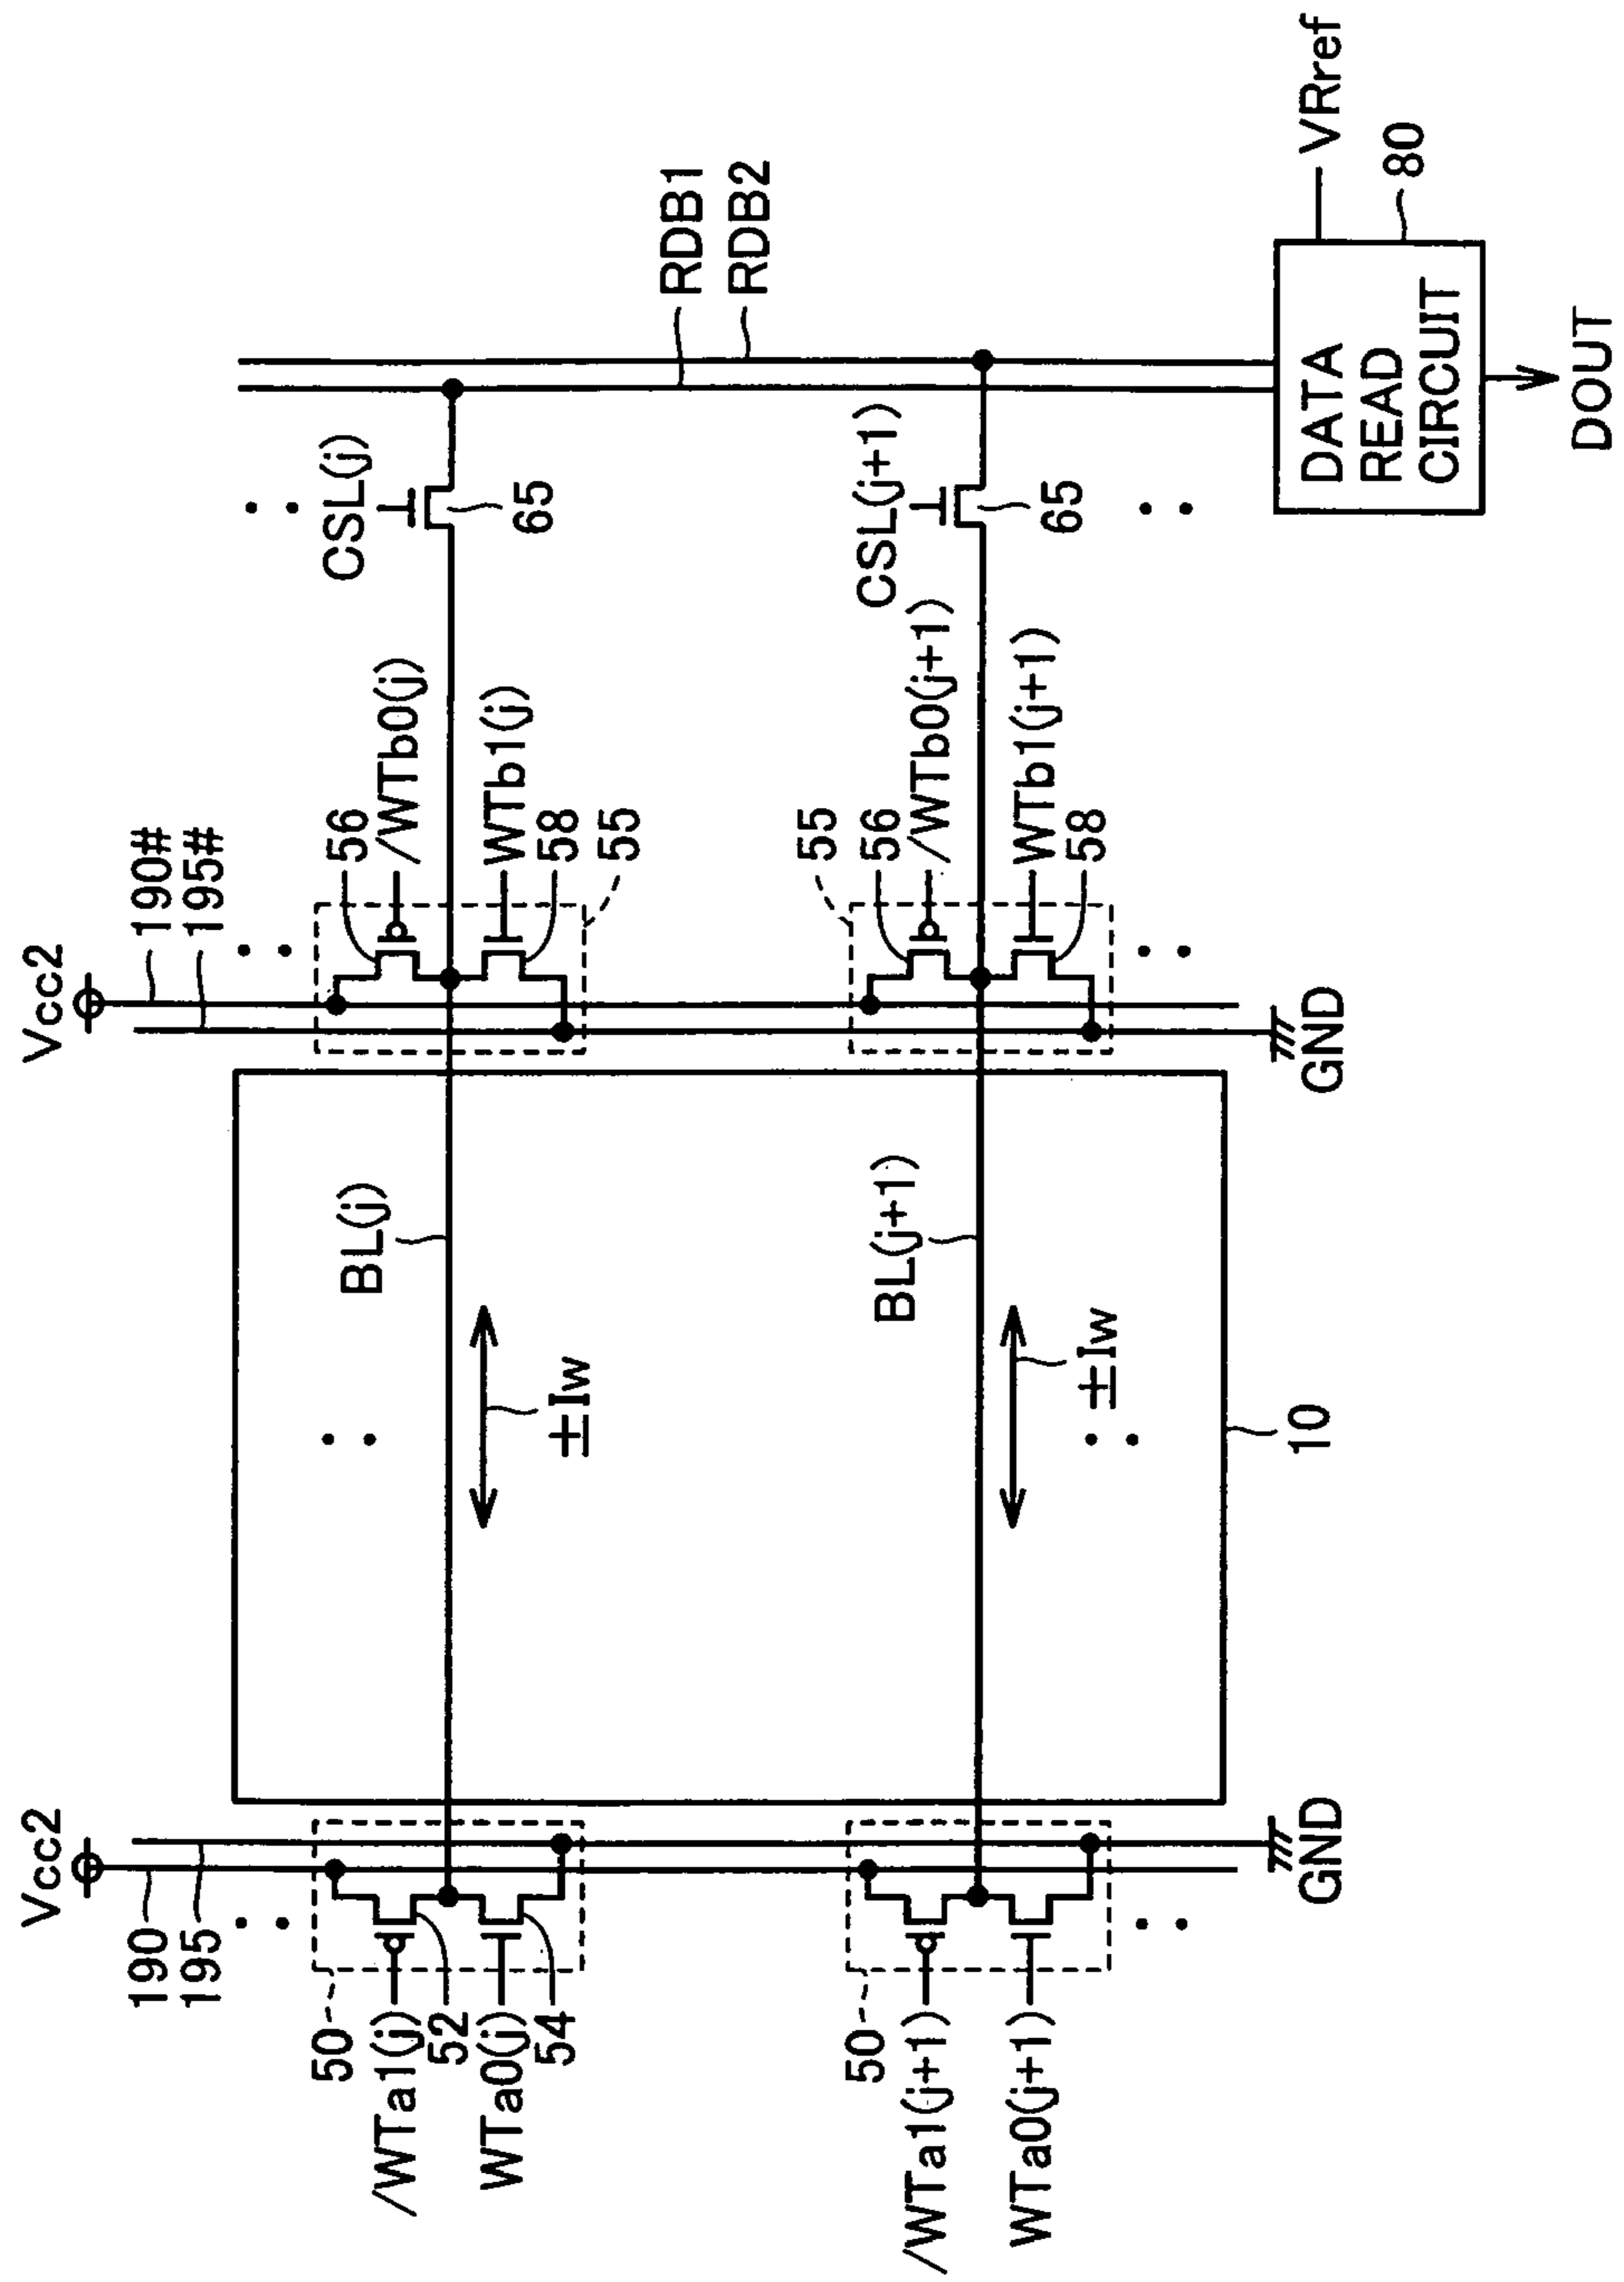 Vcc2
190
195
50
/WTa1(j)
52
WTa0(j)
54
50
/WTa1(j+1)
WTa0(j+1)
GND
BL(j)
±Iw
BL(j+1)
±Iw
10
Vcc2
190#
195#
56
/WTb0(j)
WTb1(j)
58
55
55
56
/WTb0(j+1)
WTb1(j+1)
58
GND
CSL(j)
65
CSL(j+1)
65
RDB1
RDB2
DATA
READ
CIRCUIT
VRref
80
DOUT